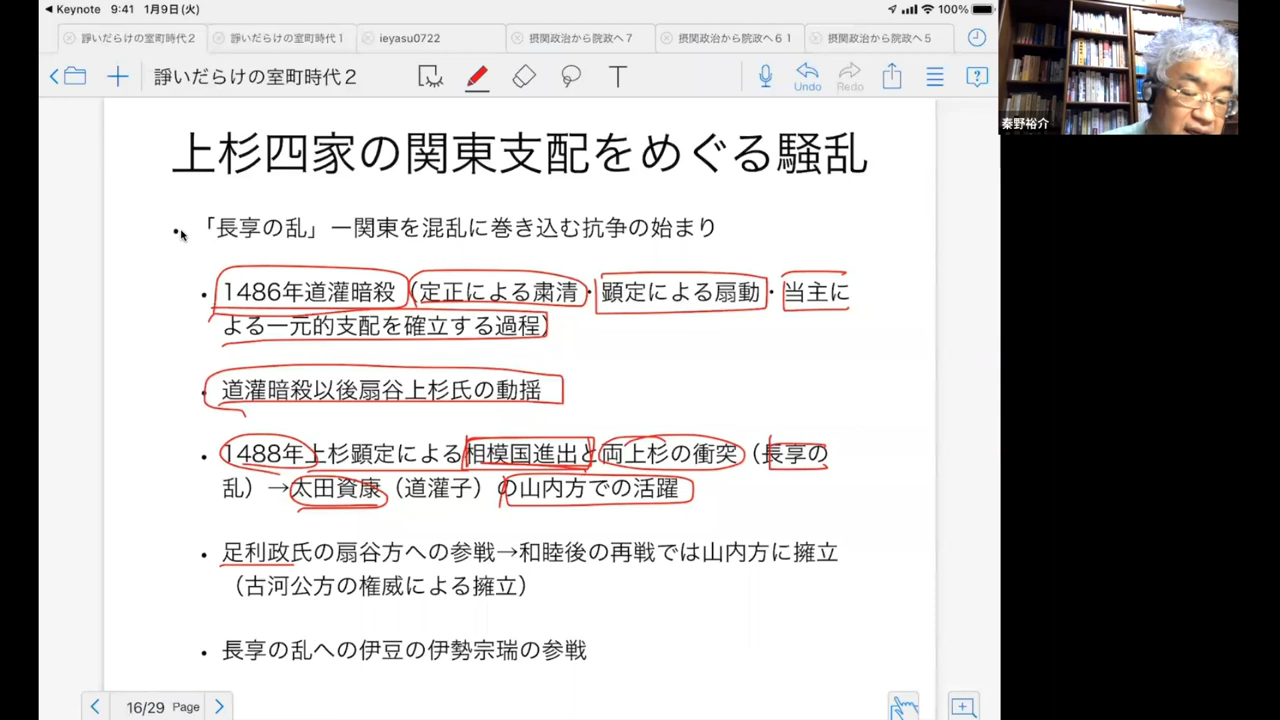 Keynote 9:41 1月9日(火) 100%
諍いだらけの室町時代2 諍いだらけの室町時代1 ieyasu0722 摂関政治から院政へ7 摂関政治から院政へ61 摂関政治から院政へ5
諍いだらけの室町時代2 T Undo Redo
秦野裕介
上杉四家の関東支配をめぐる騒乱
• 「長享の乱」ー関東を混乱に巻き込む抗争の始まり
• 1486年道灌暗殺(定正による粛清・顕定による扇動・当主に
よる一元的支配を確立する過程)
• 道灌暗殺以後扇谷上杉氏の動揺
• 1488年上杉顕定による相模国進出と両上杉の衝突(長享の
乱)→太田資康(道灌子)の山内方での活躍
• 足利政氏の扇谷方への参戦→和睦後の再戦では山内方に擁立
(古河公方の権威による擁立)
• 長享の乱への伊豆の伊勢宗瑞の参戦
16/29 Page